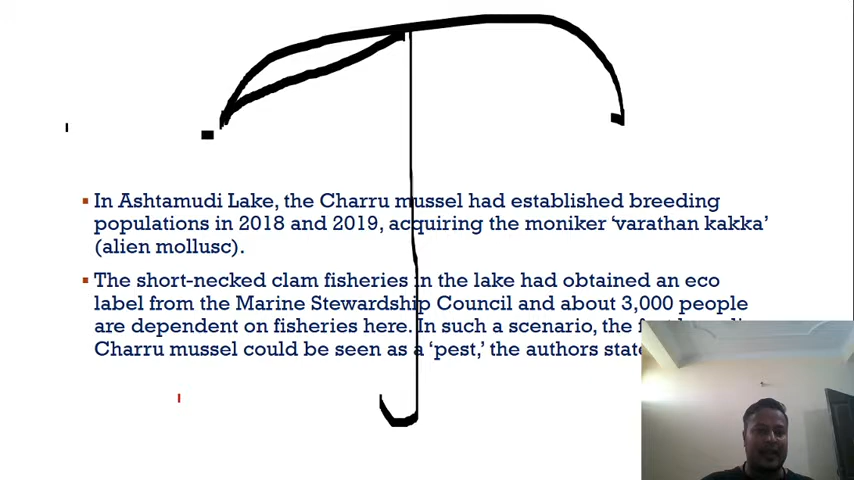 In Ashtamudi Lake, the Charru mussel had established breeding
populations in 2018 and 2019, acquiring the moniker ‘varathan kakka’
(alien mollusc).
The short-necked clam fisheries in the lake had obtained an eco
label from the Marine Stewardship Council and about 3,000 people
are dependent on fisheries here. In such a scenario, the
Charru mussel could be seen as a ‘pest,’ the authors